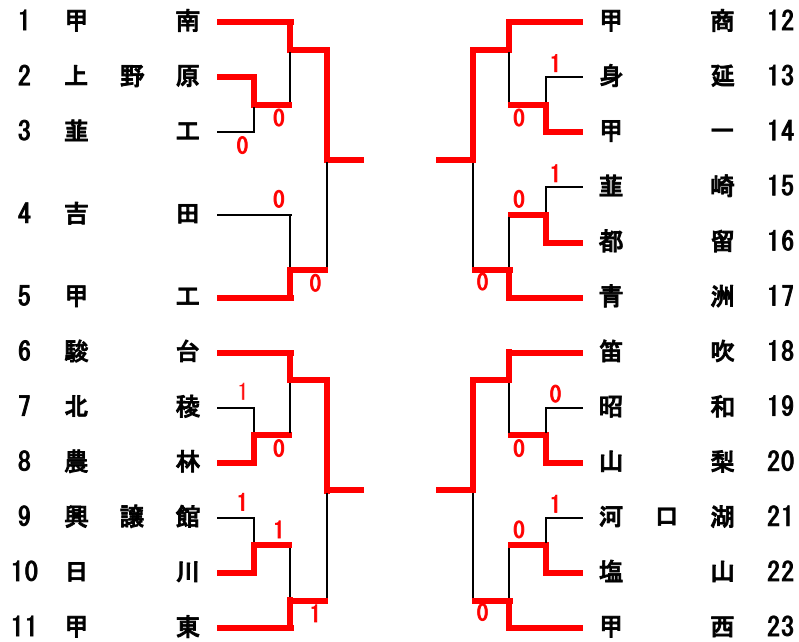 1 甲南
2 上野原
3 韮工
0
0
4 吉田
0
5 甲工
0
6 駿台
7 北稜
1
8 農林
0
9 興譲館
1
10 日川
1
11 甲東
1
甲商 12
身延 13
1
甲一 14
0
韮崎 15
1
都留 16
0
青洲 17
0
笛吹 18
昭和 19
0
山梨 20
0
河口湖 21
1
塩山 22
0
甲西 23
0